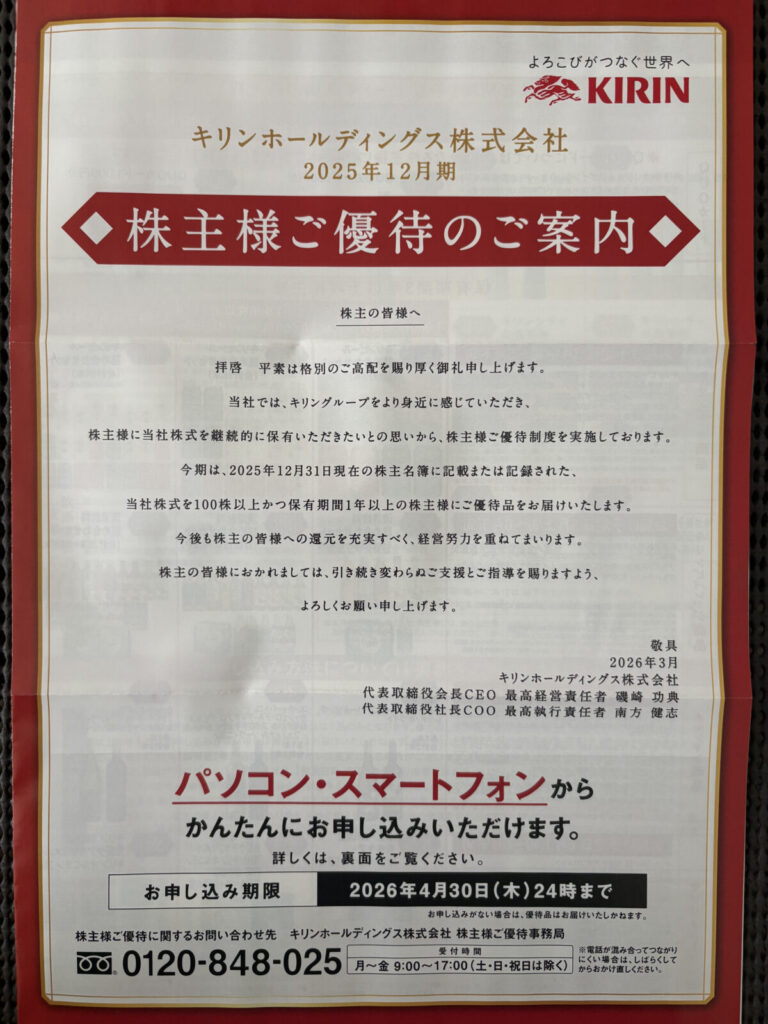 よろこびがつなぐ世界へ
KIRIN
キリンホールディングス株式会社
2025年12月期
株主様ご優待のご案内
株主の皆様へ
拝啓 平素は格別のご高配を賜り厚く御礼申し上げます。
当社では、キリングループをより身近に感じていただき、
株主様に当社株式を継続的に保有いただきたいとの思いから、株主様ご優待制度を実施しております。
今期は、2025年12月31日現在の株主名簿に記載または記録された、
当社株式を100株以上かつ保有期間1年以上の株主様にご優待品をお届けいたします。
今後も株主の皆様への還元を充実すべく、経営努力を重ねてまいります。
株主の皆様におかれましては、引き続き変わらぬご支援とご指導を賜りますよう、
よろしくお願い申し上げます。
敬具
2026年3月
キリンホールディングス株式会社
代表取締役会長CEO 最高経営責任者 磯崎 功典
代表取締役社長COO 最高執行責任者 南方 健志
パソコン・スマートフォンから
かんたんにお申し込みいただけます。
詳しくは、裏面をご覧ください。
お申し込み期限 2026年4月30日(木)24時まで
お申し込みがない場合は、優待品はお届けいたしかねます。
株主様ご優待に関するお問い合わせ先 キリンホールディングス株式会社 株主様ご優待事務局
0120-848-025
受付時間
月~金 9:00~17:00(土・日・祝日は除く)
※電話が混み合ってつながり
にくい場合は、しばらくして
からおかけ直しください。